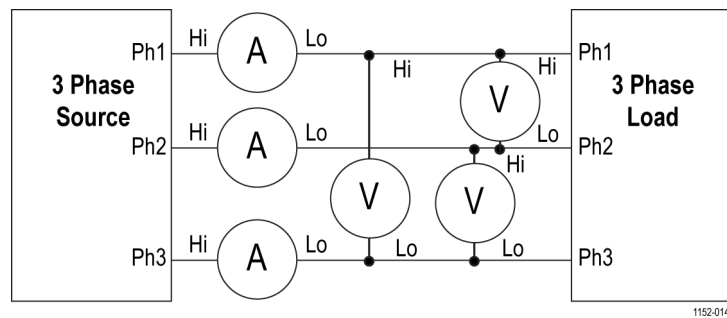 Ph1 Hi A Lo Hi Hi Ph1
3 Phase
Source
V
3 Phase
Load
Ph2 Hi A Lo Hi Lo Ph2
V V
Ph3 Hi A Lo Lo Lo Ph3
1152-014